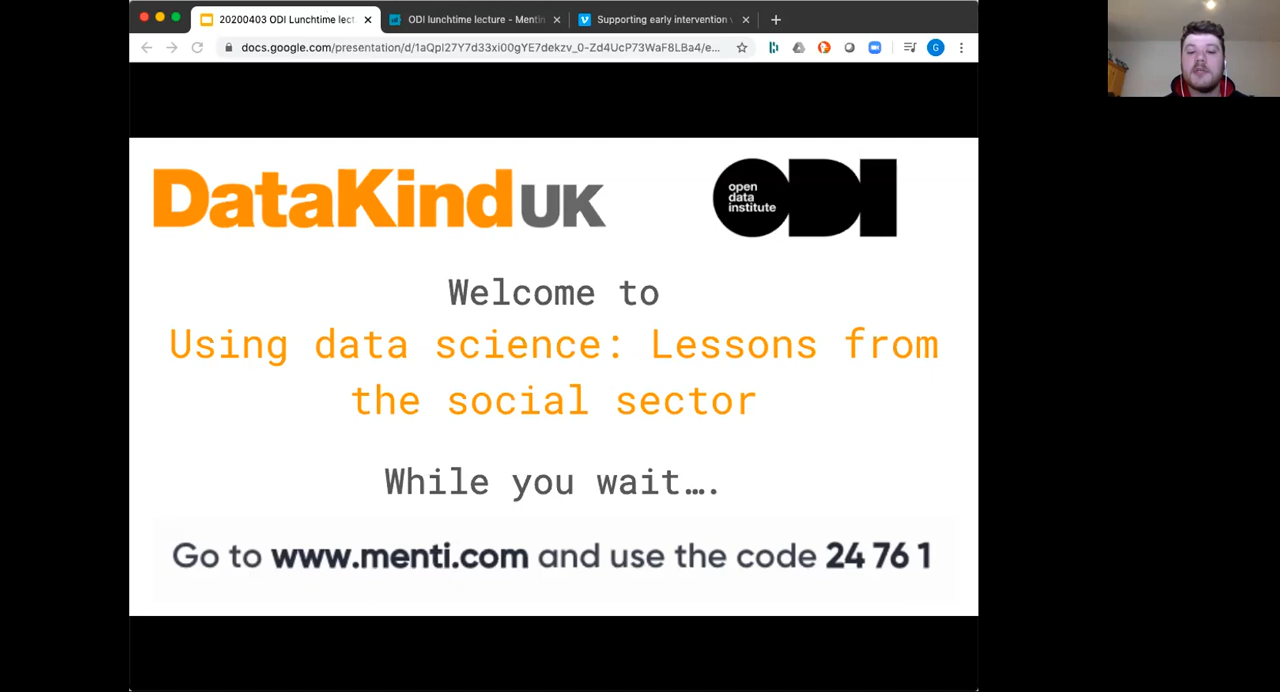 20200403 ODI Lunchtime lect
ODI lunchtime lecture - Mentin
Supporting early intervention
docs.google.com/presentation/d/1aQpI27Y7d33xi00gYE7dekzv_0-Zd4UcP73WaF8LBa4/e...
G
DataKind UK
open
data
institute
ODI
Welcome to
Using data science: Lessons from
the social sector
While you wait….
Go to www.menti.com and use the code 24 76 1